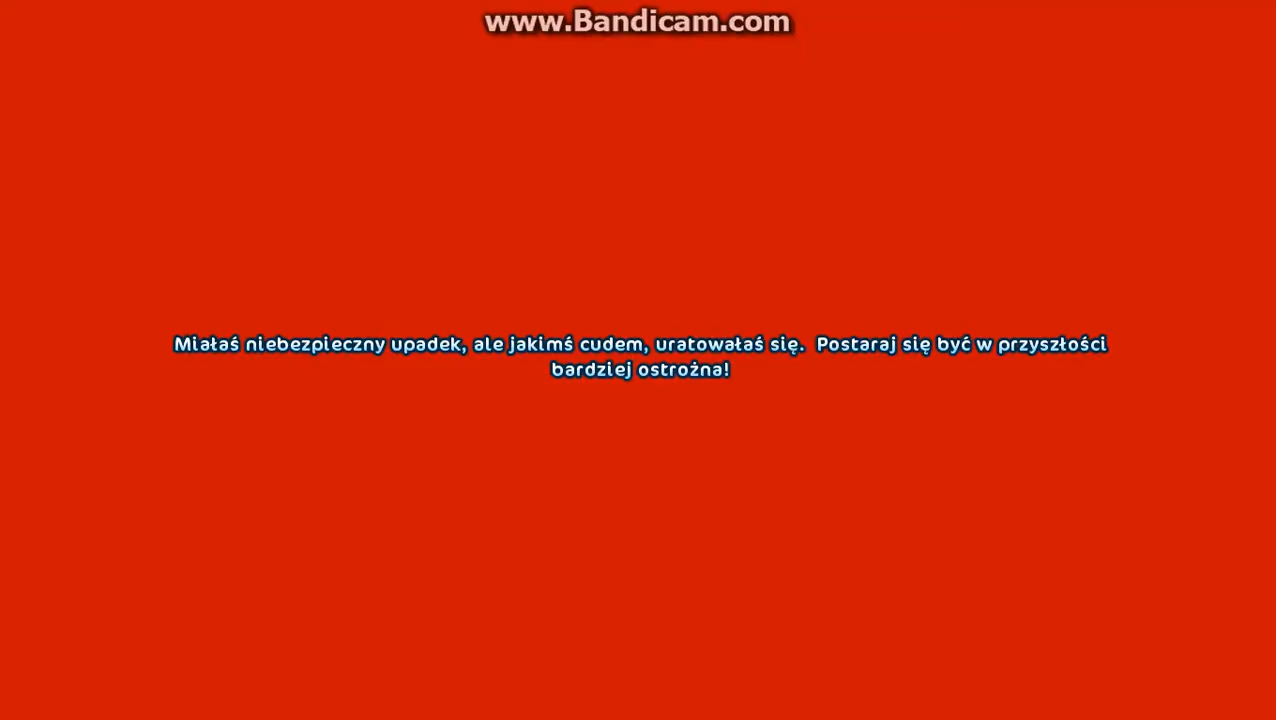 www.Bandicam.com
Miałaś niebezpieczny upadek, ale jakimś cudem, uratowałaś się.  Postaraj się być w przyszłości
bardziej ostrożna!